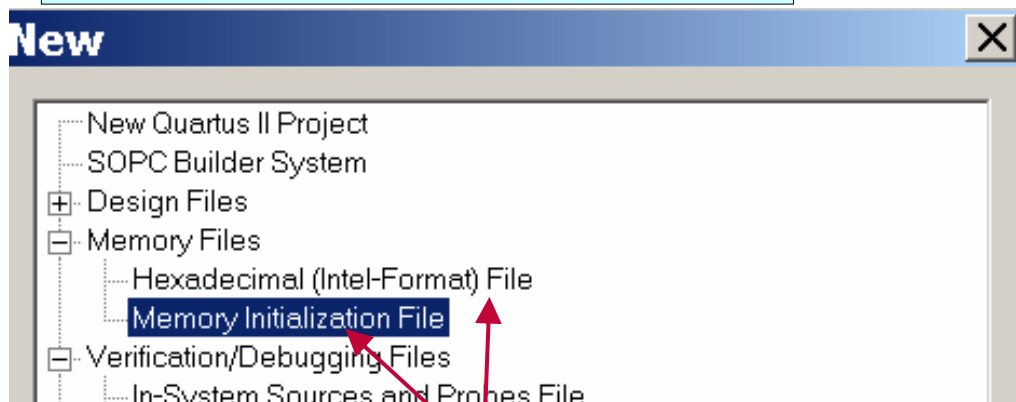 New
New Quartus II Project
SOPC Builder System
Design Files
Memory Files
Hexadecimal (Intel-Format) File
Memory Initialization File
Verification/Debugging Files
In-System Sources and Probes File